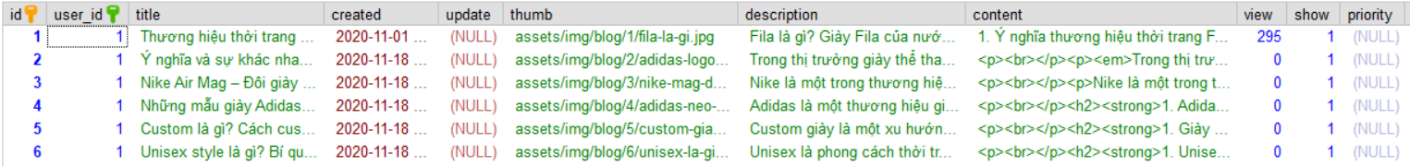 id user_id title created update thumb description content view show priority
1 1 Thương hiệu thời trang ... 2020-11-01 ... (NULL) assets/img/blog/1/fila-la-gi.jpg Fila là gì? Giày Fila của nướ... 1. Ý nghĩa thương hiệu thời trang F... 295 1 (NULL)
2 1 Ý nghĩa và sự khác nha... 2020-11-18 ... (NULL) assets/img/blog/2/adidas-logo... Trong thị trường giày thể tha... <p><br></p><p><em>Trong thị trư... 0 1 (NULL)
3 1 Nike Air Mag – Đôi giày ... 2020-11-18 ... (NULL) assets/img/blog/3/nike-mag-d... Nike là một trong thương hiệ... <p><br></p><p>Nike là một trong t... 0 1 (NULL)
4 1 Những mẫu giày Adidas... 2020-11-18 ... (NULL) assets/img/blog/4/adidas-neo-... Adidas là một thương hiệu gi... <p><br></p><h2><strong>1. Adida... 0 1 (NULL)
5 1 Custom là gì? Cách cus... 2020-11-18 ... (NULL) assets/img/blog/5/custom-gia... Custom giày là một xu hướn... <p><br></p><h2><strong>1. Giày ... 0 1 (NULL)
6 1 Unisex style là gì? Bí qu... 2020-11-18 ... (NULL) assets/img/blog/6/unisex-la-gi... Unisex là phong cách thời tr... <p><br></p><h2><strong>1. Unise... 0 1 (NULL)